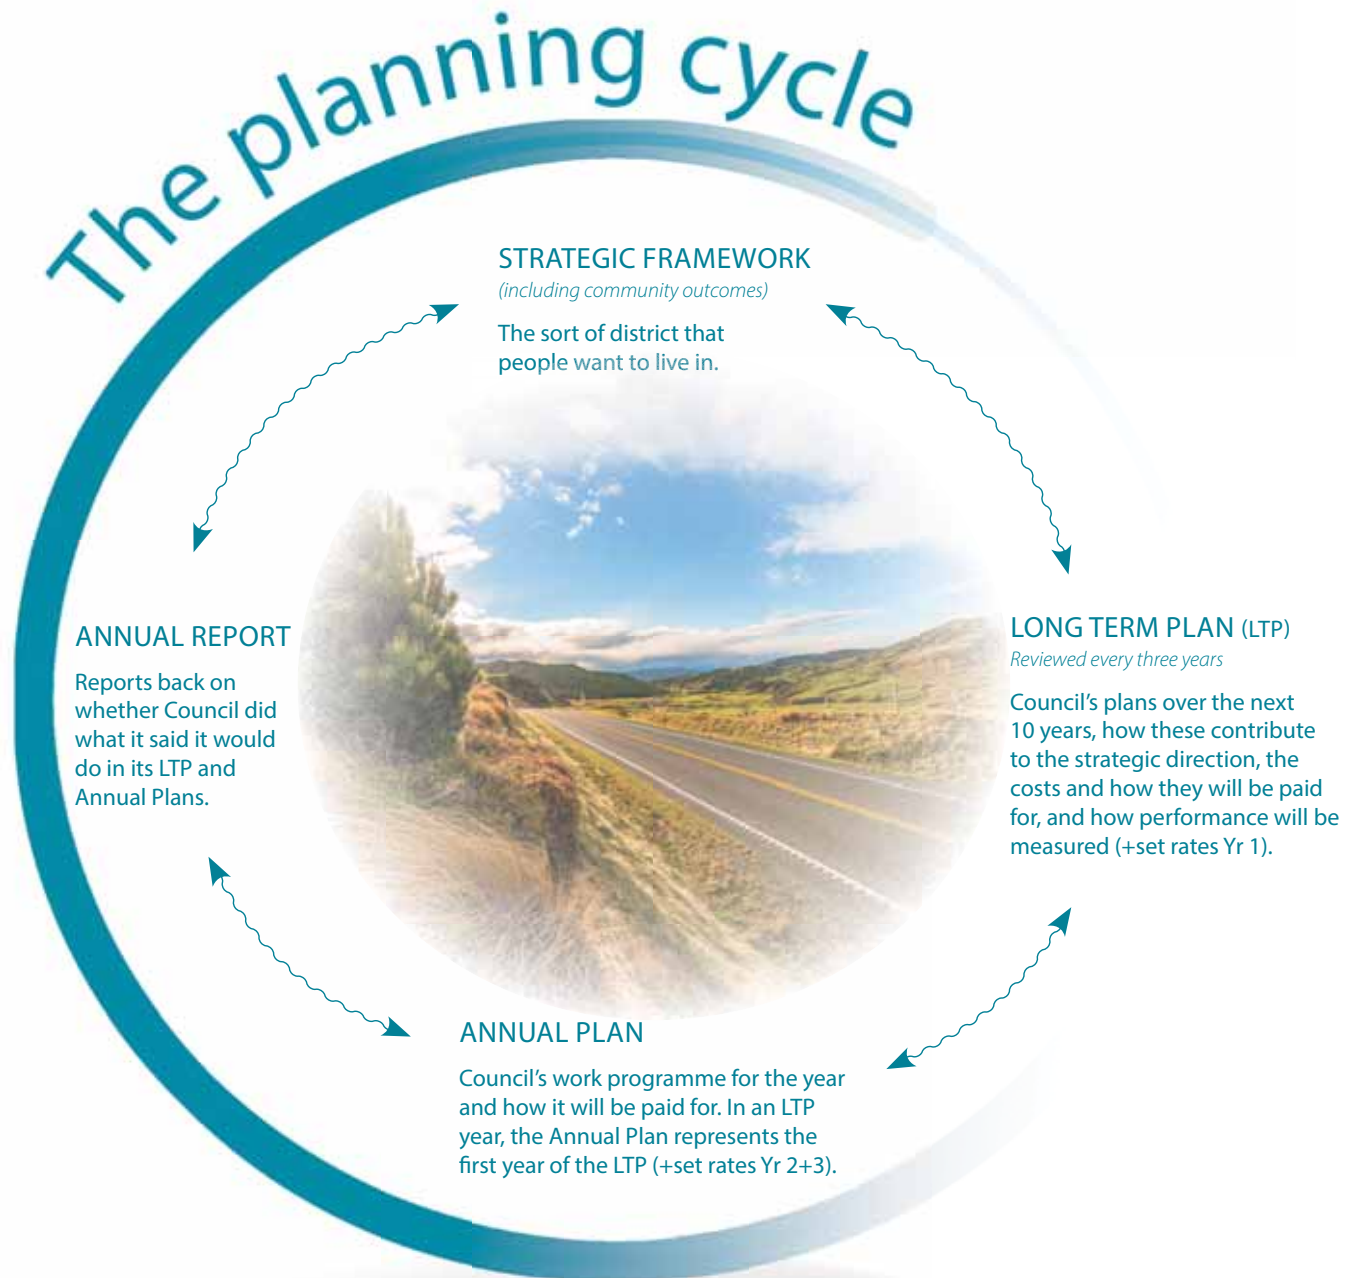 The planning cycle
STRATEGIC FRAMEWORK
(including community outcomes)
The sort of district that
people want to live in.
LONG TERM PLAN (LTP)
Reviewed every three years
Council’s plans over the next
10 years, how these contribute
to the strategic direction, the
costs and how they will be paid
for, and how performance will be
measured (+set rates Yr 1).
ANNUAL PLAN
Council’s work programme for the year
and how it will be paid for. In an LTP
year, the Annual Plan represents the
first year of the LTP (+set rates Yr 2+3).
ANNUAL REPORT
Reports back on
whether Council did
what it said it would
do in its LTP and
Annual Plans.